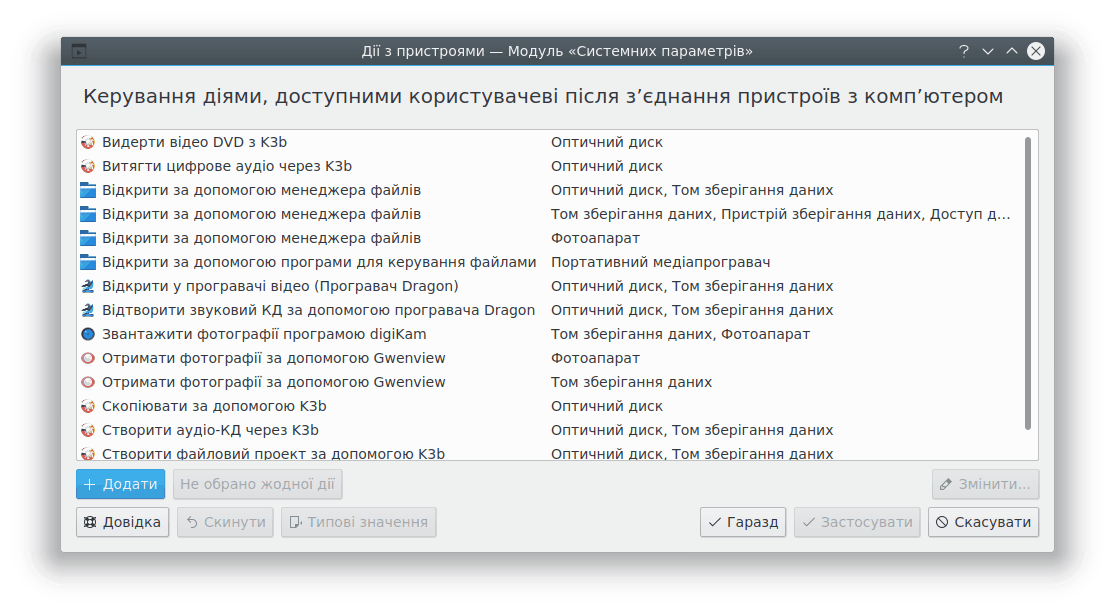 Дії з пристроями — Модуль «Системних параметрів»
Керування діями, доступними користувачеві після з’єднання пристроїв з комп’ютером
Видерти відео DVD з K3b Оптичний диск
Витягти цифрове аудіо через K3b Оптичний диск
Відкрити за допомогою менеджера файлів Оптичний диск, Том зберігання даних
Відкрити за допомогою менеджера файлів Том зберігання даних, Пристрій зберігання даних, Доступ д...
Відкрити за допомогою менеджера файлів Фотоапарат
Відкрити за допомогою програми для керування файлами Портативний медіапрогравач
Відкрити у програвачі відео (Програвач Dragon) Оптичний диск, Том зберігання даних
Відтворити звуковий КД за допомогою програвача Dragon Оптичний диск, Том зберігання даних
Звантажити фотографії програмою digiKam Том зберігання даних, Фотоапарат
Отримати фотографії за допомогою Gwenview Фотоапарат
Отримати фотографії за допомогою Gwenview Том зберігання даних
Скопіювати за допомогою K3b Оптичний диск
Створити аудіо-КД через K3b Оптичний диск, Том зберігання даних
Створити файловий проект за допомогою K3b Оптичний диск, Том зберігання даних
Додати Не обрано жодної дії Змінити...
Довідка Скинути Типові значення Гаразд Застосувати Скасувати